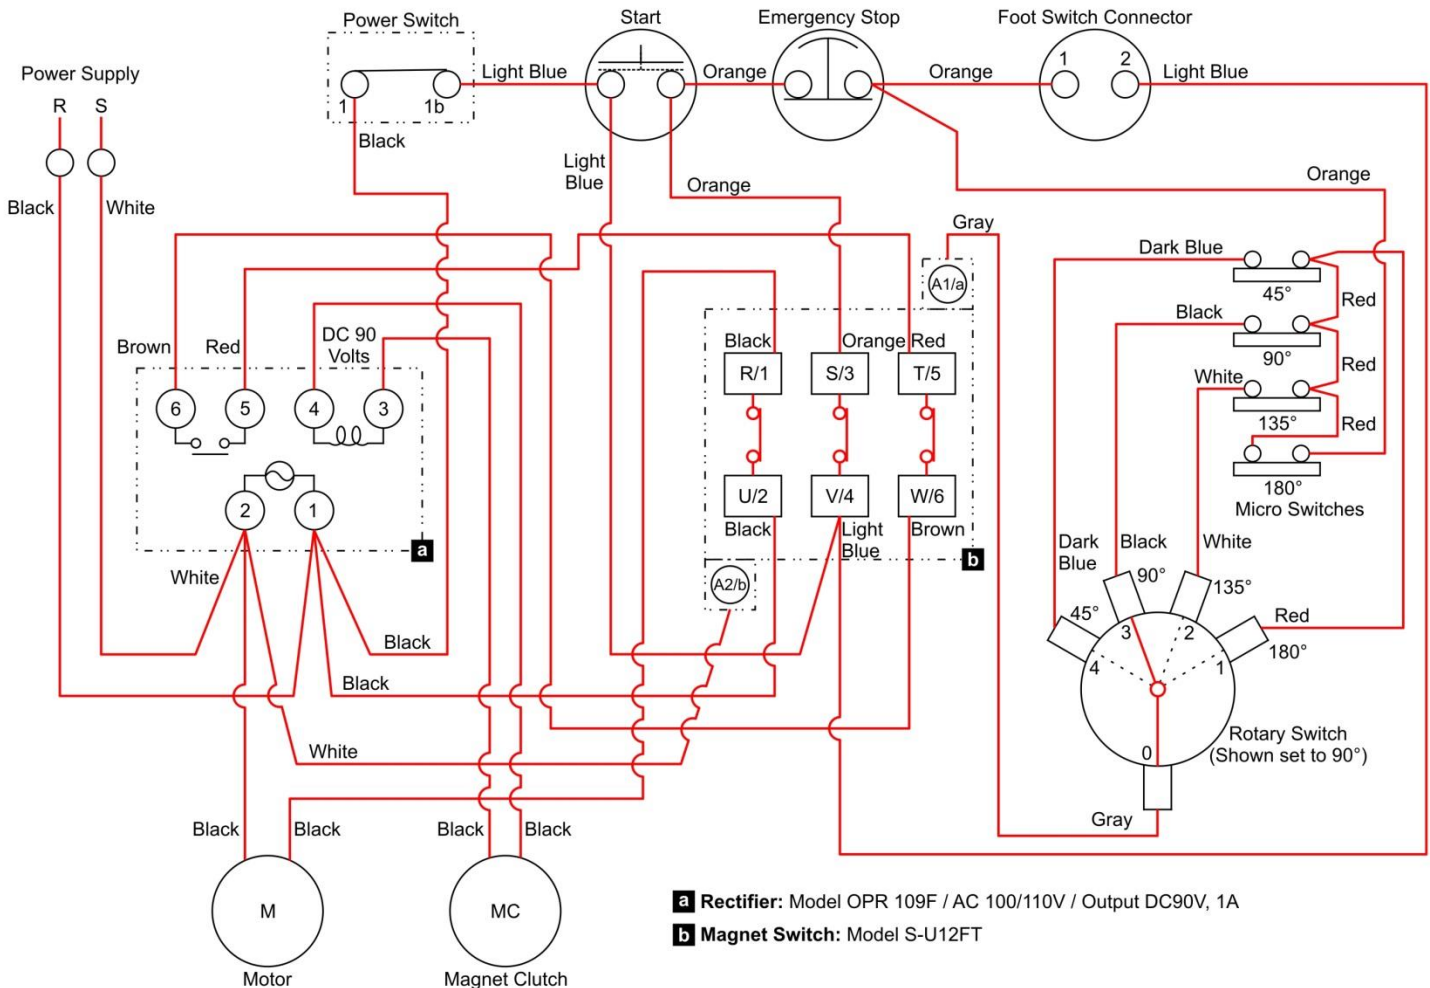 Power Switch
Start
Emergency Stop
Foot Switch Connector
Power Supply
R
S
1
1b
Light Blue
Orange
Orange
1
2
Light Blue
Black
Light
Blue
Orange
Orange
Black
White
Gray
Dark Blue
45°
Red
A1/a
Black
90°
Red
White
135°
Red
180°
Micro Switches
Brown
Red
DC 90
Volts
6
5
4
3
2
1
a
White
Black
Orange
Red
R/1
S/3
T/5
U/2
V/4
W/6
Black
Light
Blue
Brown
b
A2/b
Black
Black
White
Dark
Blue
Black
White
45°
90°
135°
Red
180°
4
3
2
1
0
Rotary Switch
(Shown set to 90°)
Gray
Black
Black
Black
Black
M
MC
Motor
Magnet Clutch
a Rectifier: Model OPR 109F / AC 100/110V / Output DC90V, 1A
b Magnet Switch: Model S-U12FT